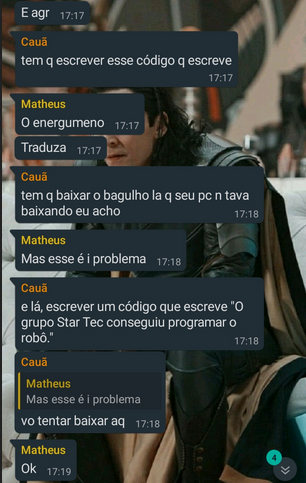 E agr 17:17
Cauã
tem q escrever esse código q escreve
17:17
Matheus
O energumeno 17:17
Traduza 17:17
Cauã
tem q baixar o bagulho la q seu pc n tava
baixando eu acho 17:18
Matheus
Mas esse é i problema 17:18
Cauã
e lá, escrever um código que escreve "O
grupo Star Tec conseguiu programar o
robô." 17:18
Cauã
Matheus
Mas esse é i problema
vo tentar baixar aq 17:18
4
Matheus
Ok 17:19